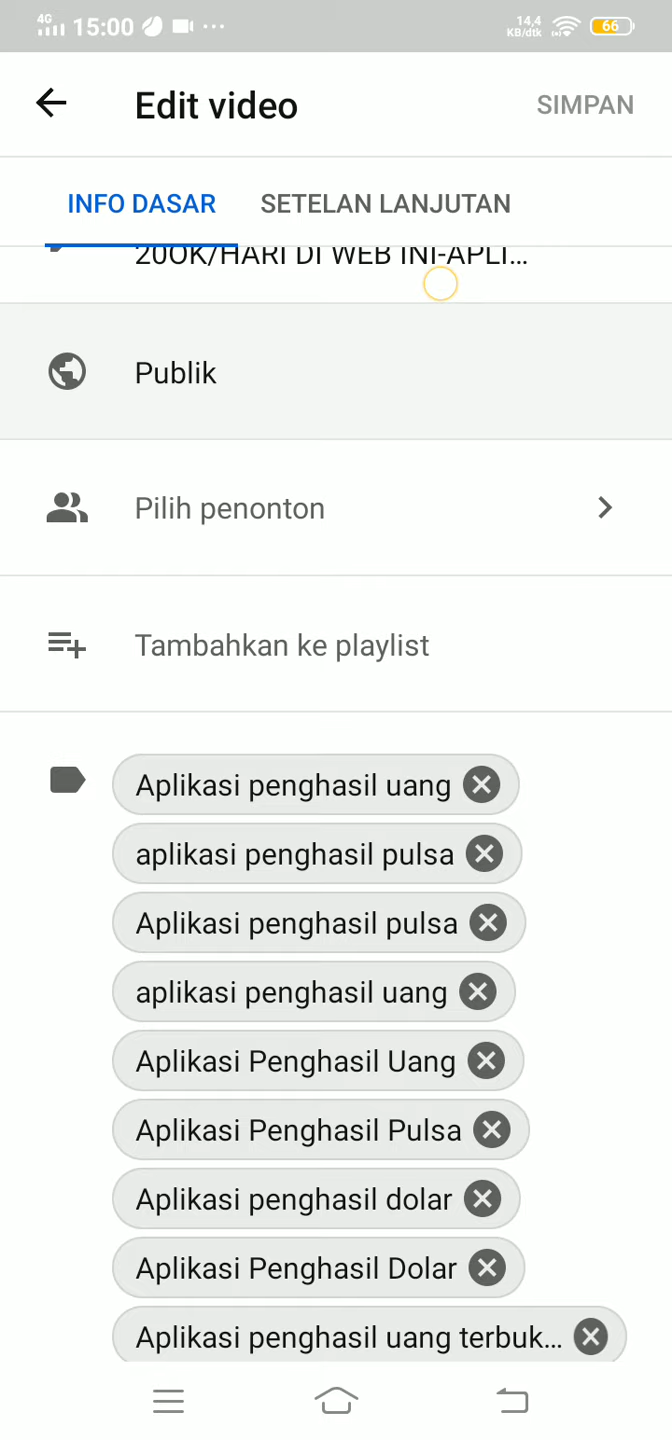 4G 15:00 ... 14,4 KB/dtk 66
Edit video SIMPAN
INFO DASAR SETELAN LANJUTAN
20OK/HARI DI WEB INI-APLI...
Publik
Pilih penonton
Tambahkan ke playlist
Aplikasi penghasil uang
aplikasi penghasil pulsa
Aplikasi penghasil pulsa
aplikasi penghasil uang
Aplikasi Penghasil Uang
Aplikasi Penghasil Pulsa
Aplikasi penghasil dolar
Aplikasi Penghasil Dolar
Aplikasi penghasil uang terbuk...